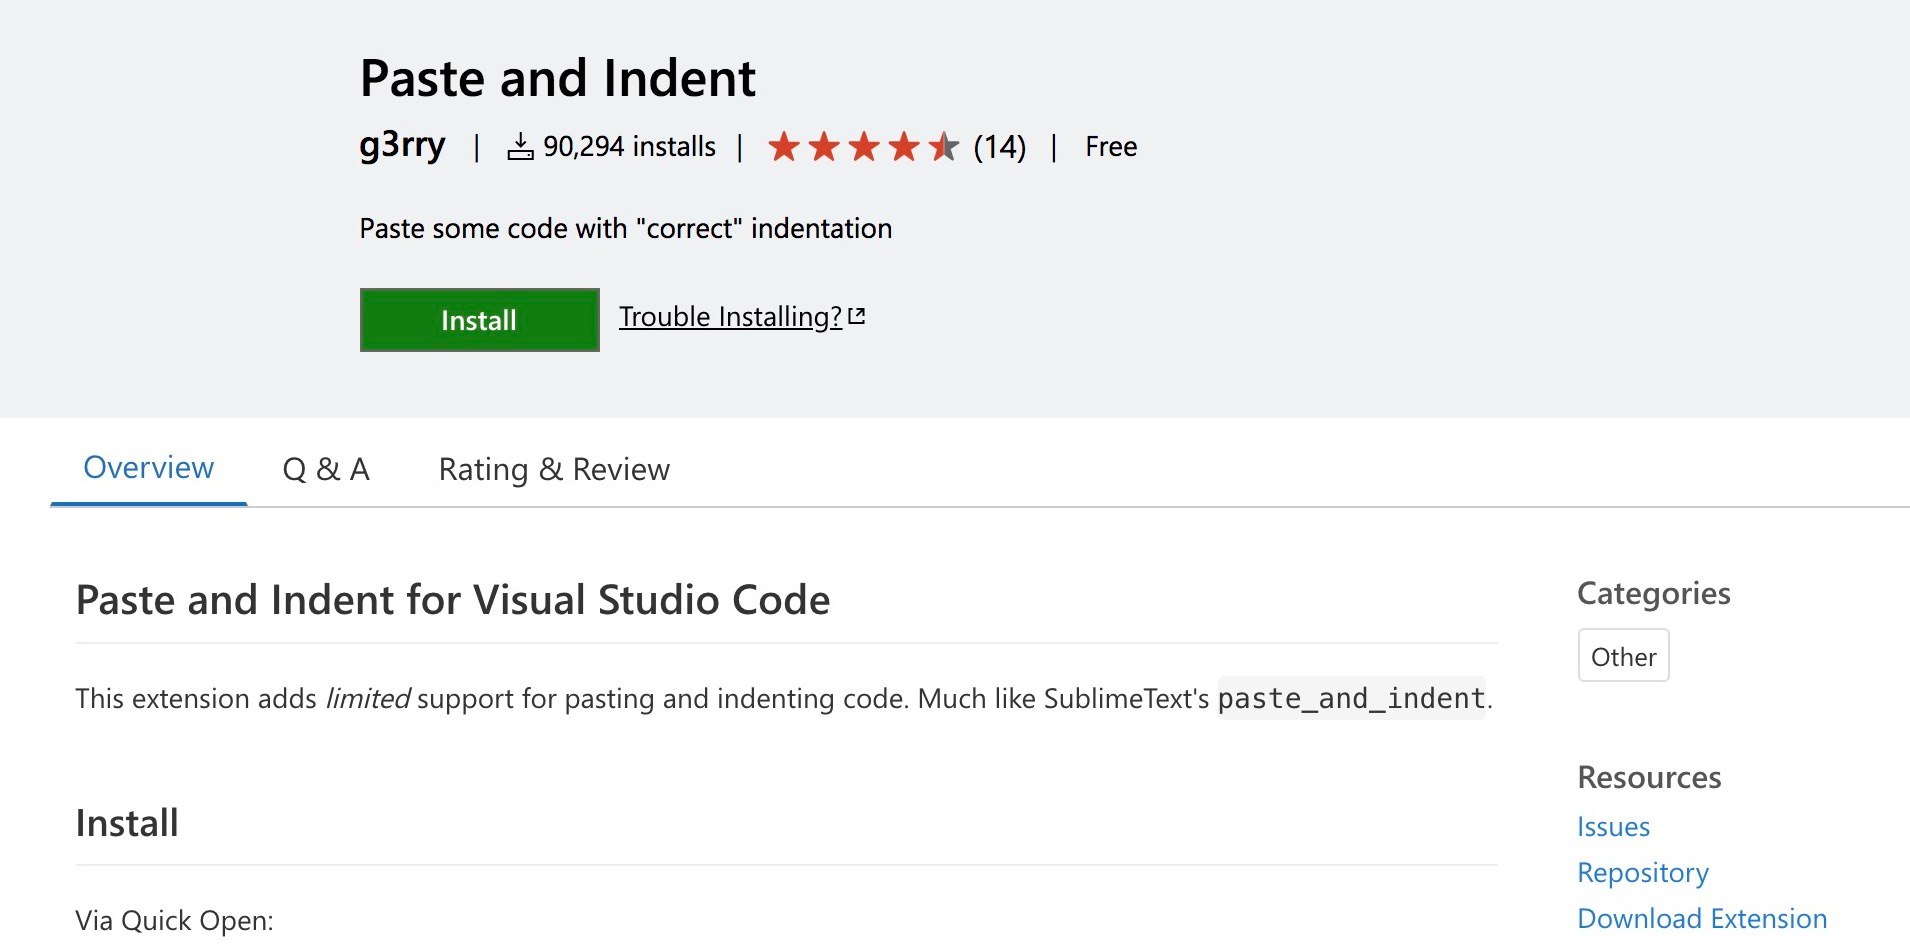 Paste and Indent
g3rry | 90,294 installs | (14) | Free
Paste some code with "correct" indentation
Install
Trouble Installing?
Overview
Q & A
Rating & Review
Paste and Indent for Visual Studio Code
This extension adds limited support for pasting and indenting code. Much like SublimeText's paste_and_indent.
Install
Via Quick Open:
Categories
Other
Resources
Issues
Repository
Download Extension